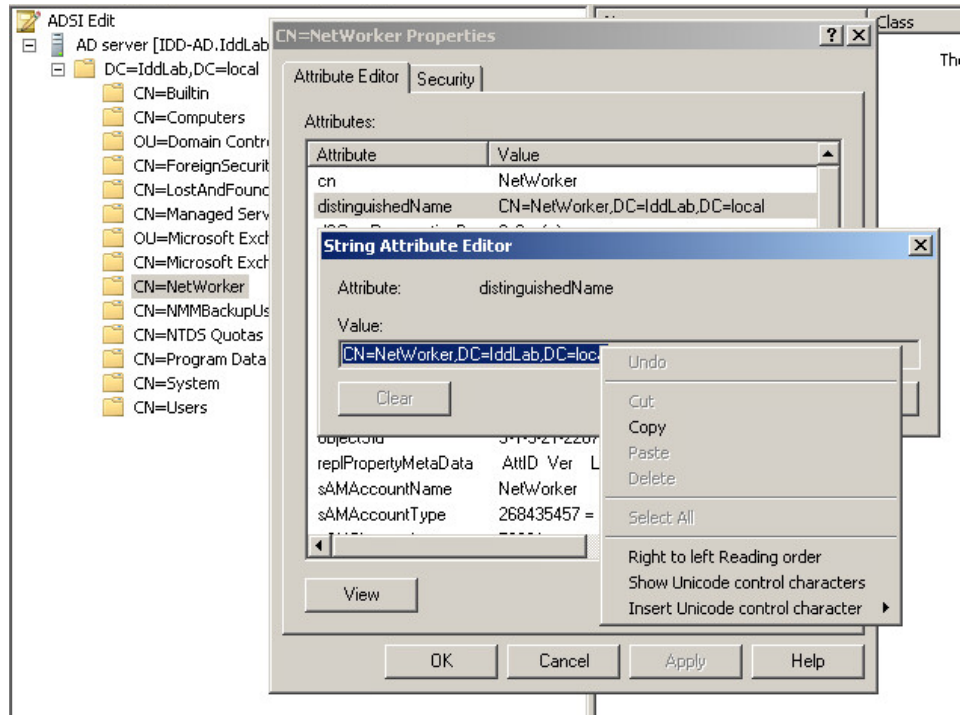 ADSI Edit
AD server [IDD-AD.IddLab
DC=IddLab,DC=local
CN=Builtin
CN=Computers
OU=Domain Contr
CN=ForeignSecurit
CN=LostAndFound
CN=Managed Serv
OU=Microsoft Exch
CN=Microsoft Exch
CN=NetWorker
CN=NMMBackupUs
CN=NTDS Quotas
CN=Program Data
CN=System
CN=Users
Class
The
CN=NetWorker Properties
Attribute Editor
Security
Attributes:
Attribute Value
cn NetWorker
distinguishedName CN=NetWorker,DC=IddLab,DC=local
String Attribute Editor
Attribute: distinguishedName
Value:
CN=NetWorker,DC=IddLab,DC=loca
Clear
Undo
Cut
Copy
Paste
Delete
Select All
Right to left Reading order
Show Unicode control characters
Insert Unicode control character
objectSid
replPropertyMetaData AttID Ver L
sAMAccountName NetWorker
sAMAccountType 268435457 =
View
OK
Cancel
Apply
Help